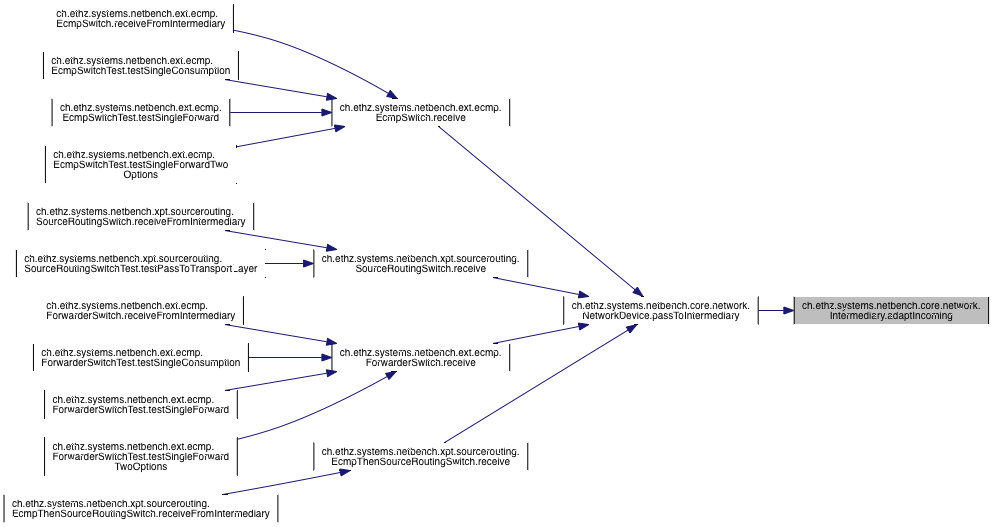 ch.ethz.systems.netbench.ext.ecmp.
EcmpSwitch.receiveFromIntermediary
ch.ethz.systems.netbench.ext.ecmp.
EcmpSwitchTest.testSingleConsumption
ch.ethz.systems.netbench.ext.ecmp.
EcmpSwitchTest.testSingleForward
ch.ethz.systems.netbench.ext.ecmp.
EcmpSwitchTest.testSingleForwardTwo
Options
ch.ethz.systems.netbench.ext.ecmp.
EcmpSwitch.receive
ch.ethz.systems.netbench.xpt.sourcerouting.
SourceRoutingSwitch.receiveFromIntermediary
ch.ethz.systems.netbench.xpt.sourcerouting.
SourceRoutingSwitchTest.testPassToTransportLayer
ch.ethz.systems.netbench.xpt.sourcerouting.
SourceRoutingSwitch.receive
ch.ethz.systems.netbench.ext.ecmp.
ForwarderSwitch.receiveFromIntermediary
ch.ethz.systems.netbench.ext.ecmp.
ForwarderSwitchTest.testSingleConsumption
ch.ethz.systems.netbench.ext.ecmp.
ForwarderSwitchTest.testSingleForward
ch.ethz.systems.netbench.ext.ecmp.
ForwarderSwitchTest.testSingleForward
TwoOptions
ch.ethz.systems.netbench.ext.ecmp.
ForwarderSwitch.receive
ch.ethz.systems.netbench.xpt.sourcerouting.
EcmpThenSourceRoutingSwitch.receiveFromIntermediary
ch.ethz.systems.netbench.xpt.sourcerouting.
EcmpThenSourceRoutingSwitch.receive
ch.ethz.systems.netbench.core.network.
NetworkDevice.passToIntermediary
ch.ethz.systems.netbench.core.network.
Intermediary.adaptIncoming